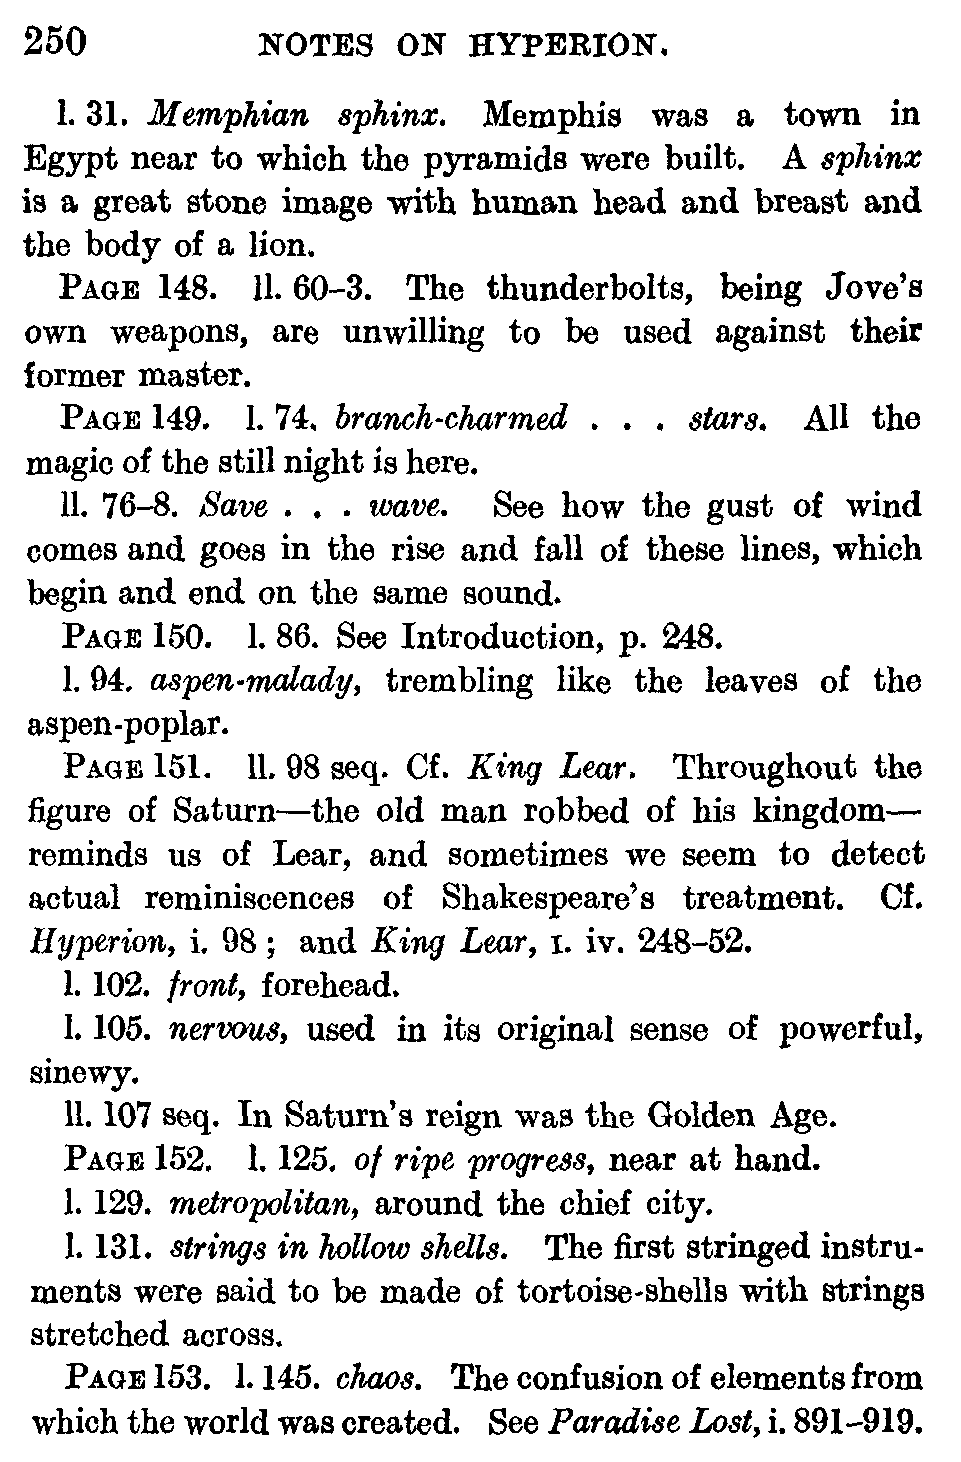 250 NOTES ON HYPERION.
l. 31. Memphian sphinx. Memphis was a town in
Egypt near to which the pyramids were built. A sphinx
is a great stone image with human head and breast and
the body of a lion.
PAGE 148. ll. 60–3. The thunderbolts, being Jove's
own weapons, are unwilling to be used against their
former master.
PAGE 149. l. 74. branch-charmed . . . stars. All the
magic of the still night is here.
ll. 76–8. Save . . . wave. See how the gust of wind
comes and goes in the rise and fall of these lines, which
begin and end on the same sound.
PAGE 150. l. 86. See Introduction, p. 248.
l. 94. aspen-malady, trembling like the leaves of the
aspen-poplar.
PAGE 151. ll. 98 seq. Cf. King Lear. Throughout the
figure of Saturn—the old man robbed of his kingdom—
reminds us of Lear, and sometimes we seem to detect
actual reminiscences of Shakespeare's treatment. Cf.
Hyperion, i. 98 ; and King Lear, I. iv. 248–52.
l. 102. front, forehead.
l. 105. nervous, used in its original sense of powerful,
sinewy.
ll. 107 seq. In Saturn's reign was the Golden Age.
PAGE 152. l. 125. of ripe progress, near at hand.
l. 129. metropolitan, around the chief city.
l. 131. strings in hollow shells. The first stringed instru-
ments were said to be made of tortoise-shells with strings
stretched across.
PAGE 153. l. 145. chaos. The confusion of elements from
which the world was created. See Paradise Lost, i. 891–919.